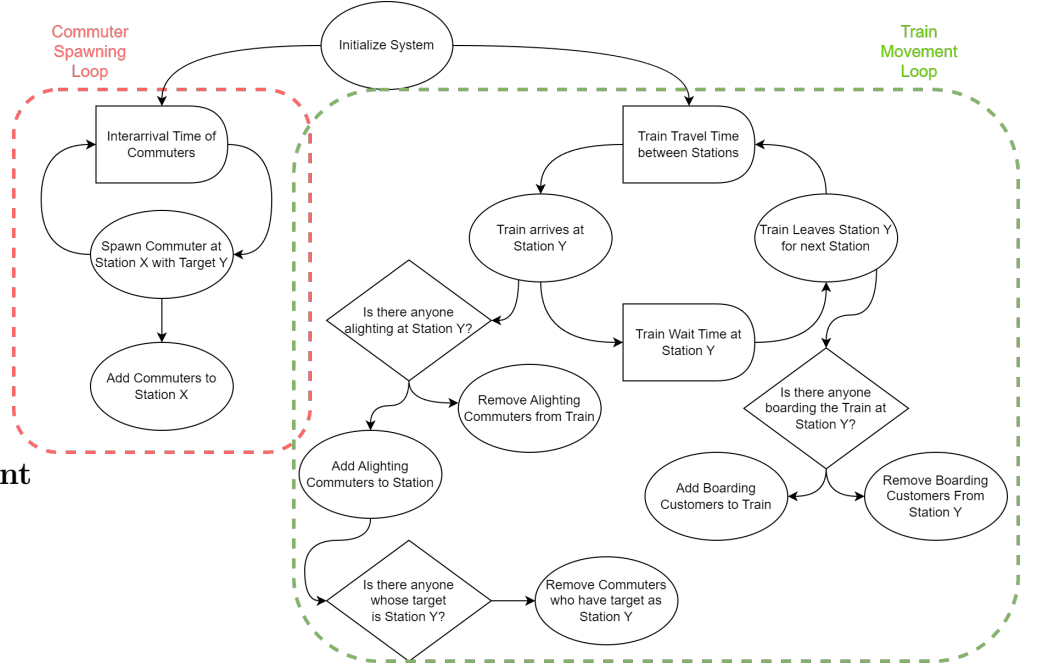 Commuter
Spawning
Loop
Initialize System
Train
Movement
Loop
Interarrival Time of
Commuters
Spawn Commuter at
Station X with Target Y
Add Commuters to
Station X
nt
Train Travel Time
between Stations
Train arrives at
Station Y
Train Leaves Station Y
for next Station
Is there anyone
alighting at Station Y?
Train Wait Time at
Station Y
Remove Alighting
Commuters from Train
Is there anyone
boarding the Train at
Station Y?
Add Alighting
Commuters to Station
Add Boarding
Customers to Train
Remove Boarding
Customers From
Station Y
Is there anyone
whose target
is Station Y?
Remove Commuters
who have target as
Station Y